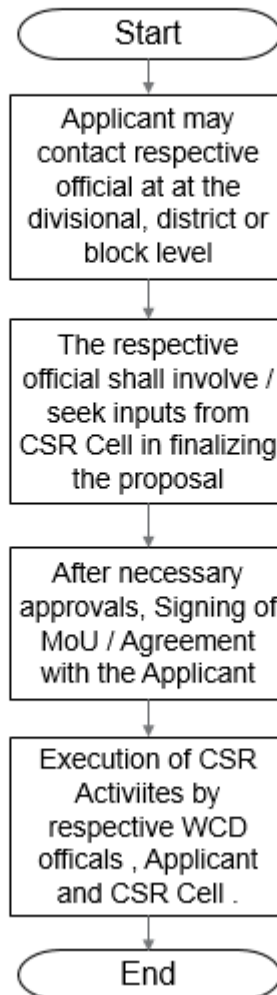 Start
Applicant may
contact respective
official at at the
divisional, district or
block level
The respective
official shall involve /
seek inputs from
CSR Cell in finalizing
the proposal
After necessary
approvals, Signing of
MoU / Agreement
with the Applicant
Execution of CSR
Activiites by
respective WCD
officals , Applicant
and CSR Cell .
End